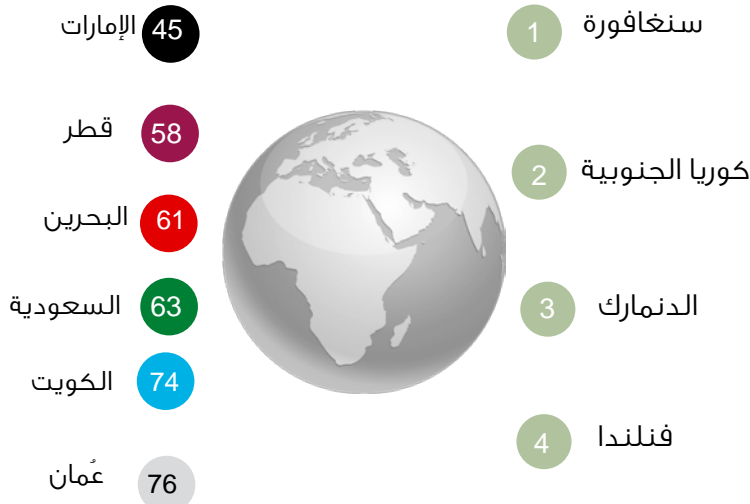 سنغافورة
1
كوريا الجنوبية
2
الدنمارك
3
فنلندا
4
الإمارات
45
قطر
58
البحرين
61
السعودية
63
الكويت
74
عُمان
76